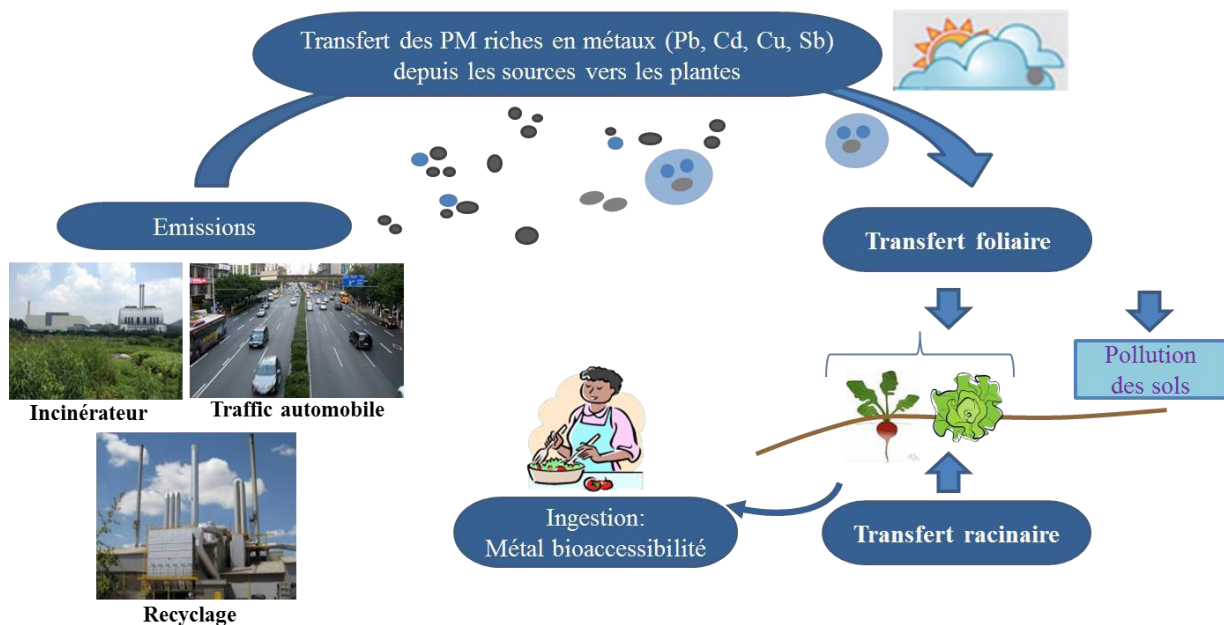 Transfert des PM riches en métaux (Pb, Cd, Cu, Sb)
depuis les sources vers les plantes
Emissions
Incinérateur
Traffic automobile
Recyclage
Transfert foliaire
Pollution
des sols
Ingestion:
Métal bioaccessibilité
Transfert racinaire